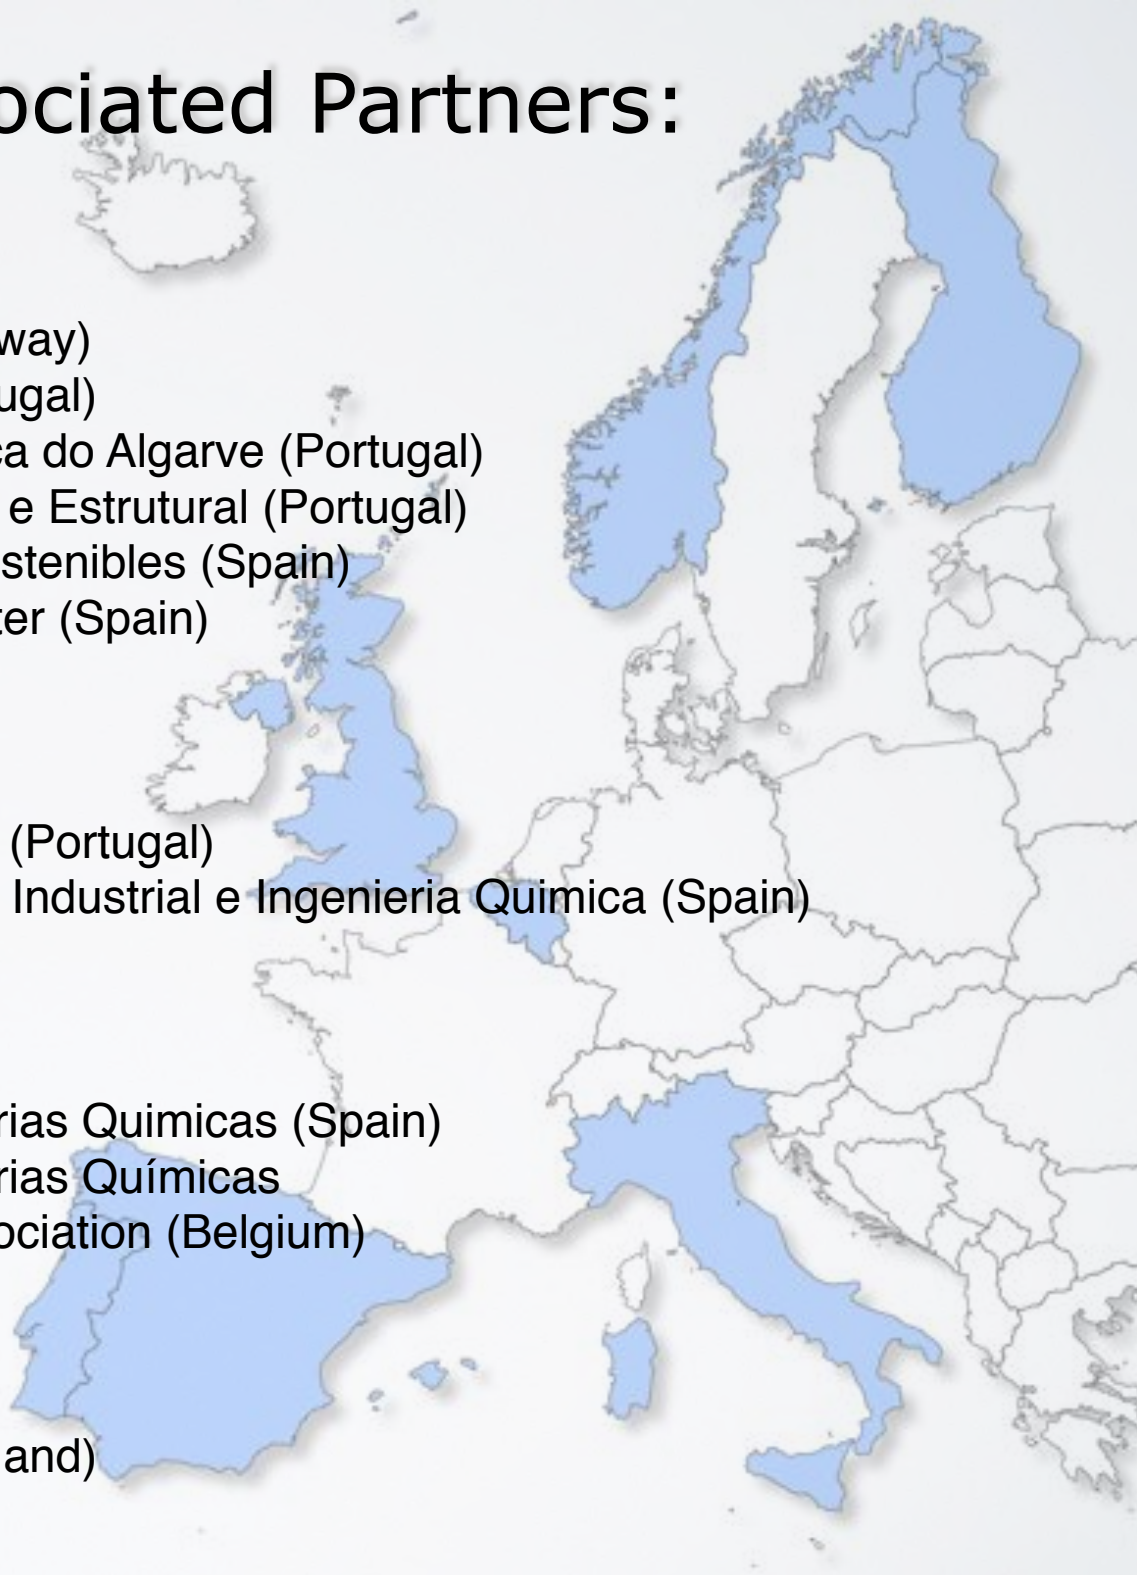 ociated Partners:
way)
ugal)
ca do Algarve (Portugal)
e Estrutural (Portugal)
stenibles (Spain)
ter (Spain)
(Portugal)
Industrial e Ingenieria Quimica (Spain)
rias Quimicas (Spain)
rias Químicas
ociation (Belgium)
and)